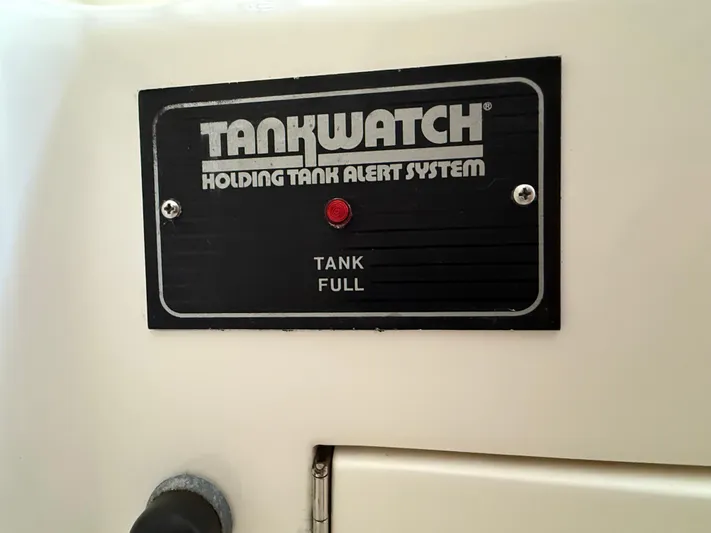 TANKWATCH®
HOLDING TANK ALERT SYSTEM
TANK
FULL